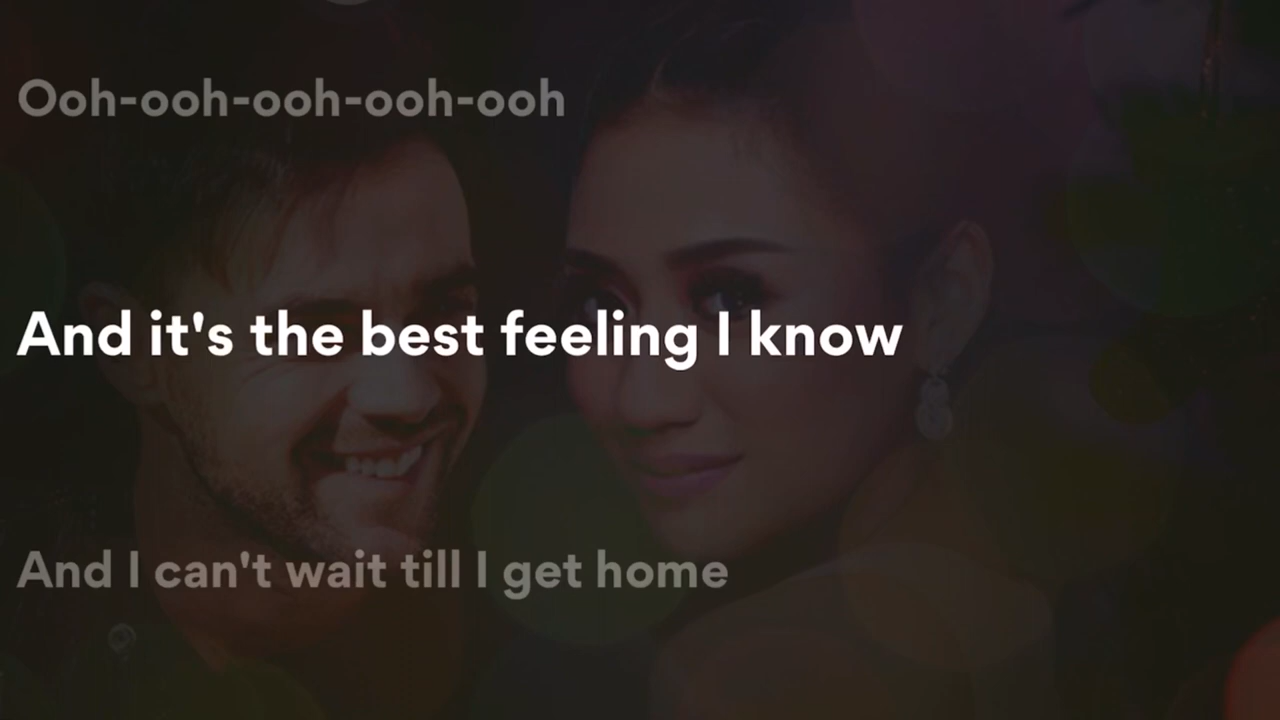 Ooh-ooh-ooh-ooh-ooh
And it's the best feeling I know
And I can't wait till I get home